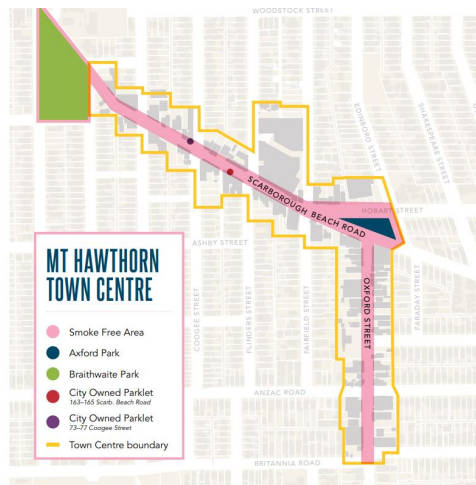 WOODSTOCK STREET
EDINBORO STREET
SHAKESPEARE STREET
SCARBOROUGH BEACH ROAD
HOBART STREET
ASHBY STREET
OXFORD STREET
COOGEE STREET
FLINDERS STREET
FAIRFIELD STREET
FARADAY STREET
ANZAC ROAD
BRITANNIA ROAD
MT HAWTHORN
TOWN CENTRE
Smoke Free Area
Axford Park
Braithwaite Park
City Owned Parklet
163–165 Scarb. Beach Road
City Owned Parklet
73–77 Coogee Street
Town Centre boundary